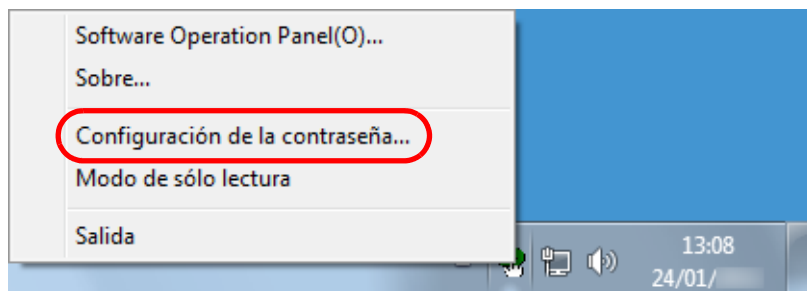 Software Operation Panel(O)...
Sobre...
Configuración de la contraseña...
Modo de sólo lectura
Salida
13:08
24/01/